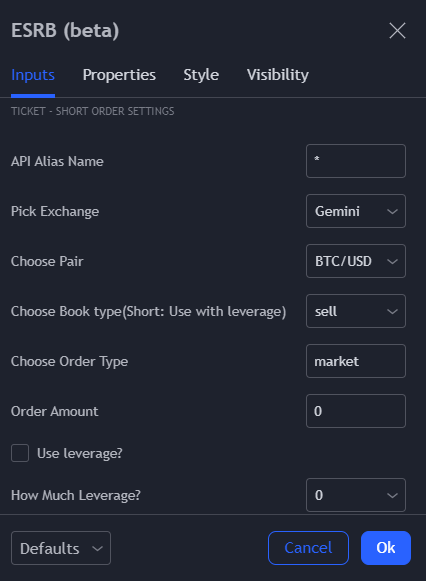 ESRB (beta)
Inputs Properties Style Visibility
TICKET - SHORT ORDER SETTINGS
API Alias Name *
Pick Exchange Gemini
Choose Pair BTC/USD
Choose Book type(Short: Use with leverage) sell
Choose Order Type market
Order Amount 0
Use leverage?
How Much Leverage? 0
Defaults Cancel Ok